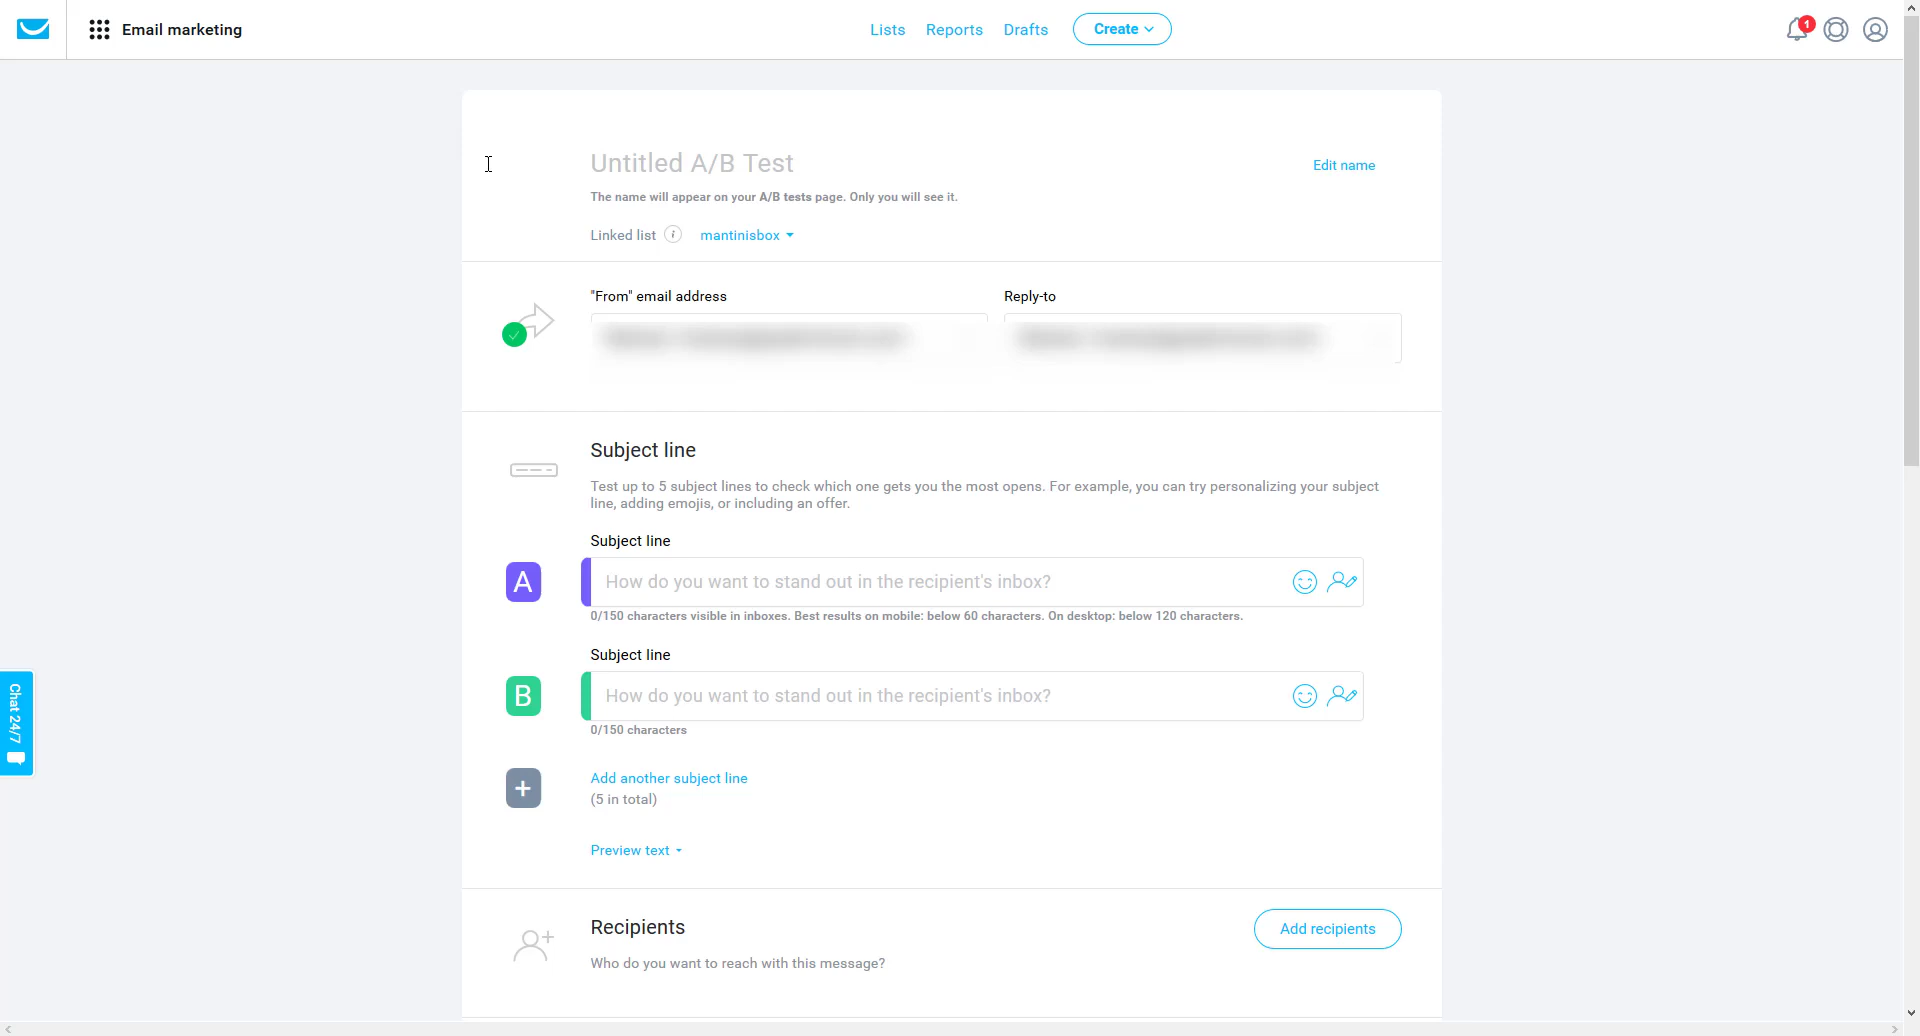 Email marketing
Lists
Reports
Drafts
Create
1
Untitled A/B Test
Edit name
The name will appear on your A/B tests page. Only you will see it.
Linked list
i
mantinisbox
"From" email address
Reply-to
Subject line
Test up to 5 subject lines to check which one gets you the most opens. For example, you can try personalizing your subject
line, adding emojis, or including an offer.
Subject line
A
How do you want to stand out in the recipient's inbox?
0/150 characters visible in inboxes. Best results on mobile: below 60 characters. On desktop: below 120 characters.
Subject line
B
How do you want to stand out in the recipient's inbox?
0/150 characters
+
Add another subject line
(5 in total)
Preview text
Recipients
Add recipients
Who do you want to reach with this message?
Chat 24/7